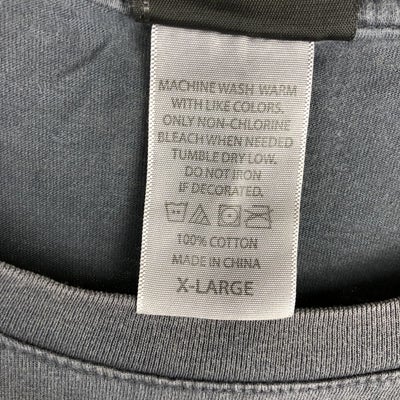 MACHINE WASH WARM
WITH LIKE COLORS.
ONLY NON-CHLORINE
BLEACH WHEN NEEDED
TUMBLE DRY LOW.
DO NOT IRON
IF DECORATED.
100% COTTON
MADE IN CHINA
X-LARGE